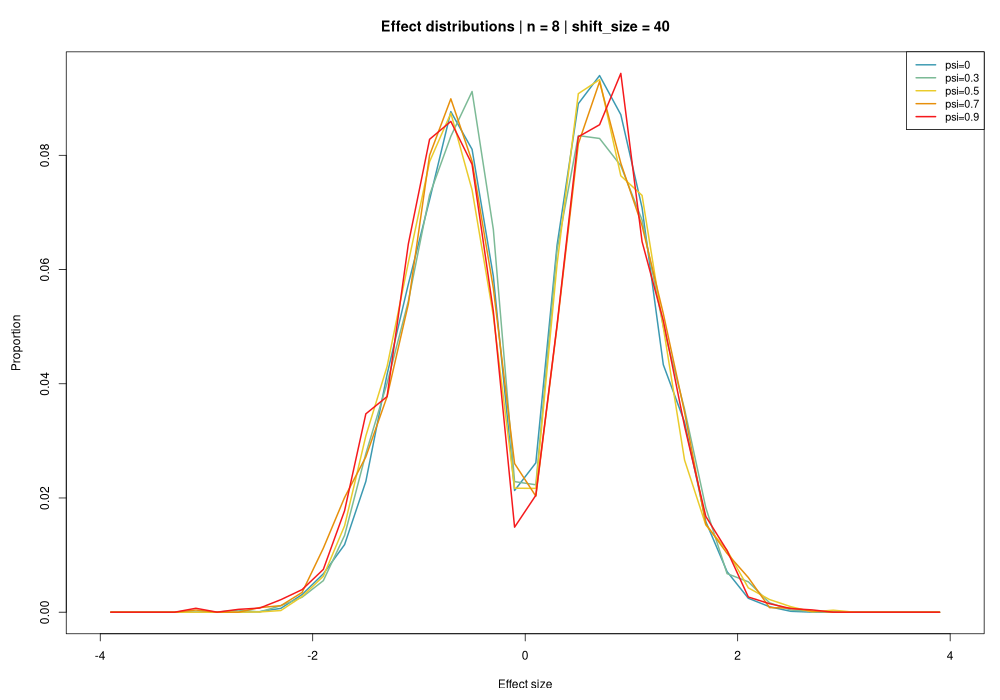 Effect distributions | n = 8 | shift_size = 40
psi=0
psi=0.3
psi=0.5
psi=0.7
psi=0.9
Proportion
0.08
0.06
0.04
0.02
0.00
-4 -2 0 2 4
Effect size